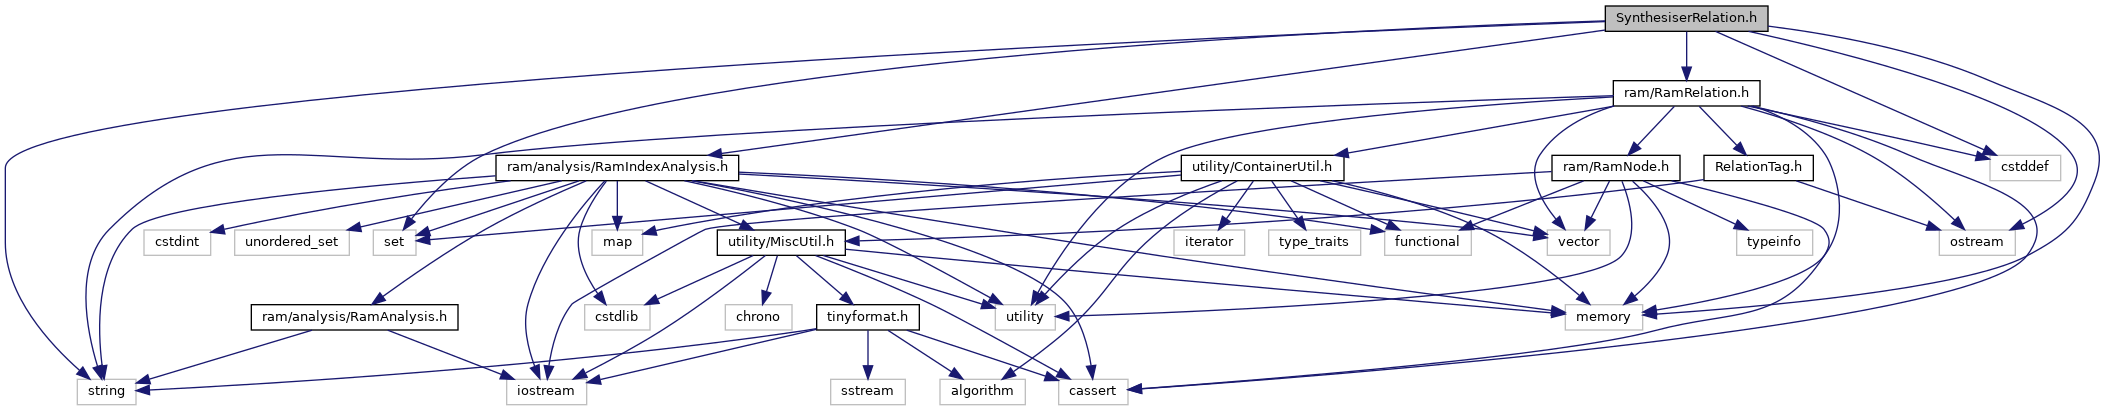 SynthesiserRelation.h
ram/RamRelation.h
ram/analysis/RamIndexAnalysis.h
utility/ContainerUtil.h
ram/RamNode.h
RelationTag.h
cstddef
cstdint
unordered_set
set
map
utility/MiscUtil.h
iterator
type_traits
functional
vector
typeinfo
ostream
ram/analysis/RamAnalysis.h
cstdlib
chrono
tinyformat.h
utility
memory
string
iostream
sstream
algorithm
cassert